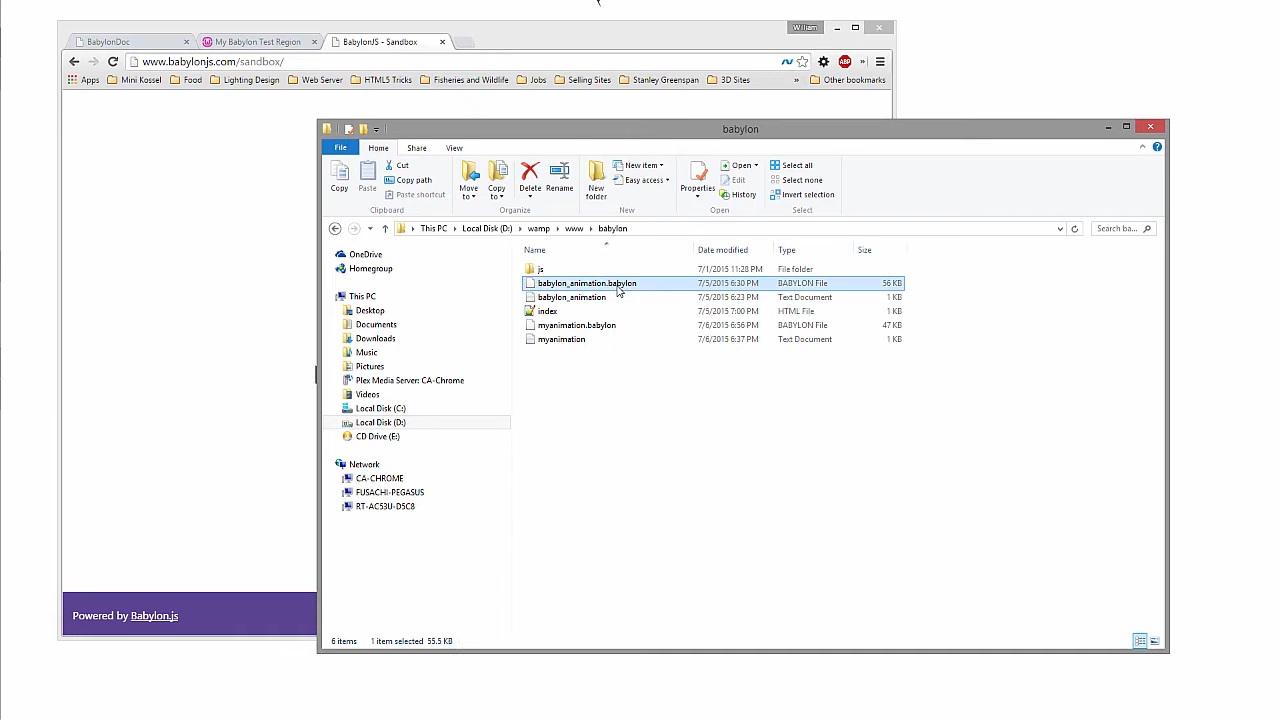 William
BabylonDoc
My Babylon Test Region
BabylonJS - Sandbox
www.babylonjs.com/sandbox/
ABP
»
Apps
Mini Kossel
Food
Lighting Design
Web Server
HTML5 Tricks
Fisheries and Wildlife
Jobs
Selling Sites
Stanley Greenspan
3D Sites
»
Other bookmarks
babylon
File
Home
Share
View
Copy
Paste
Cut
Copy path
Paste shortcut
Clipboard
Move to
Copy to
Delete
Rename
Organize
New folder
New item
Easy access
New
Properties
Open
Edit
History
Open
Select all
Select none
Invert selection
Select
This PC
Local Disk (D:)
wamp
www
babylon
Search ba...
Name
Date modified
Type
Size
OneDrive
Homegroup
This PC
Desktop
Documents
Downloads
Music
Pictures
Plex Media Server: CA-Chrome
Videos
Local Disk (C:)
Local Disk (D:)
CD Drive (E:)
Network
CA-CHROME
FUSACHI-PEGASUS
RT-AC53U-D5C8
js 7/1/2015 11:28 PM File folder
babylon_animation.babylon 7/5/2015 6:30 PM BABYLON File 56 KB
babylon_animation 7/5/2015 6:23 PM Text Document 1 KB
index 7/5/2015 7:00 PM HTML File 1 KB
myanimation.babylon 7/6/2015 6:56 PM BABYLON File 47 KB
myanimation 7/6/2015 6:37 PM Text Document 1 KB
Powered by Babylon.js
6 items 1 item selected 55.5 KB